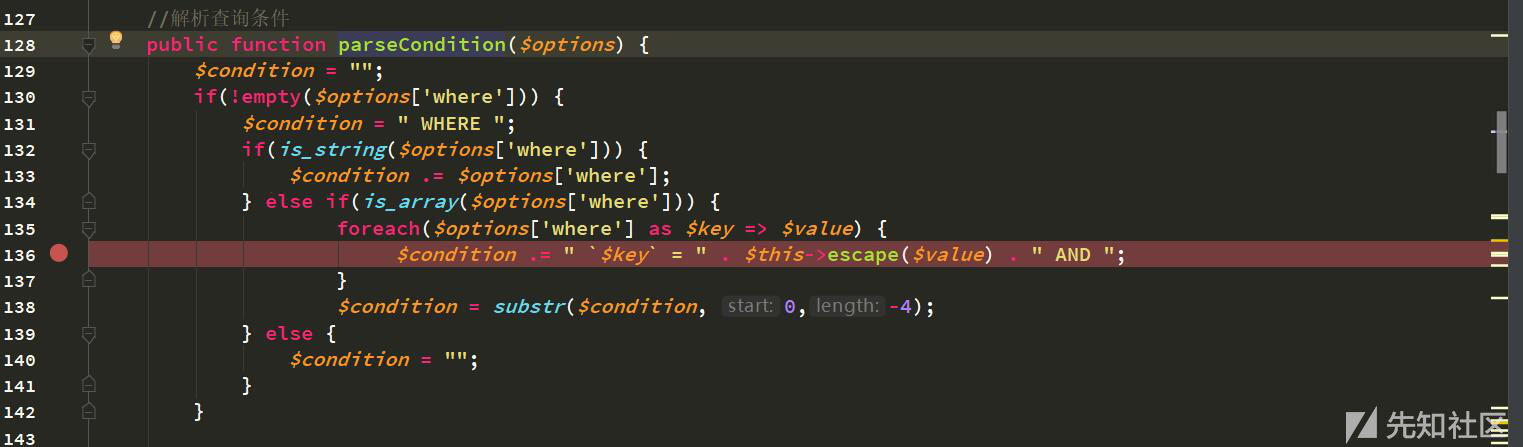 127 //解析查询条件
128 public function parseCondition($options) {
129 $condition = "";
130 if(!empty($options['where'])) {
131 $condition = " WHERE ";
132 if(is_string($options['where'])) {
133 $condition .= $options['where'];
134 } else if(is_array($options['where'])) {
135 foreach($options['where'] as $key => $value) {
136 $condition .= " `$key` = " . $this->escape($value) . " AND ";
137 }
138 $condition = substr($condition, start: 0, length: -4);
139 } else {
140 $condition = "";
141 }
142 }
143
先知社区